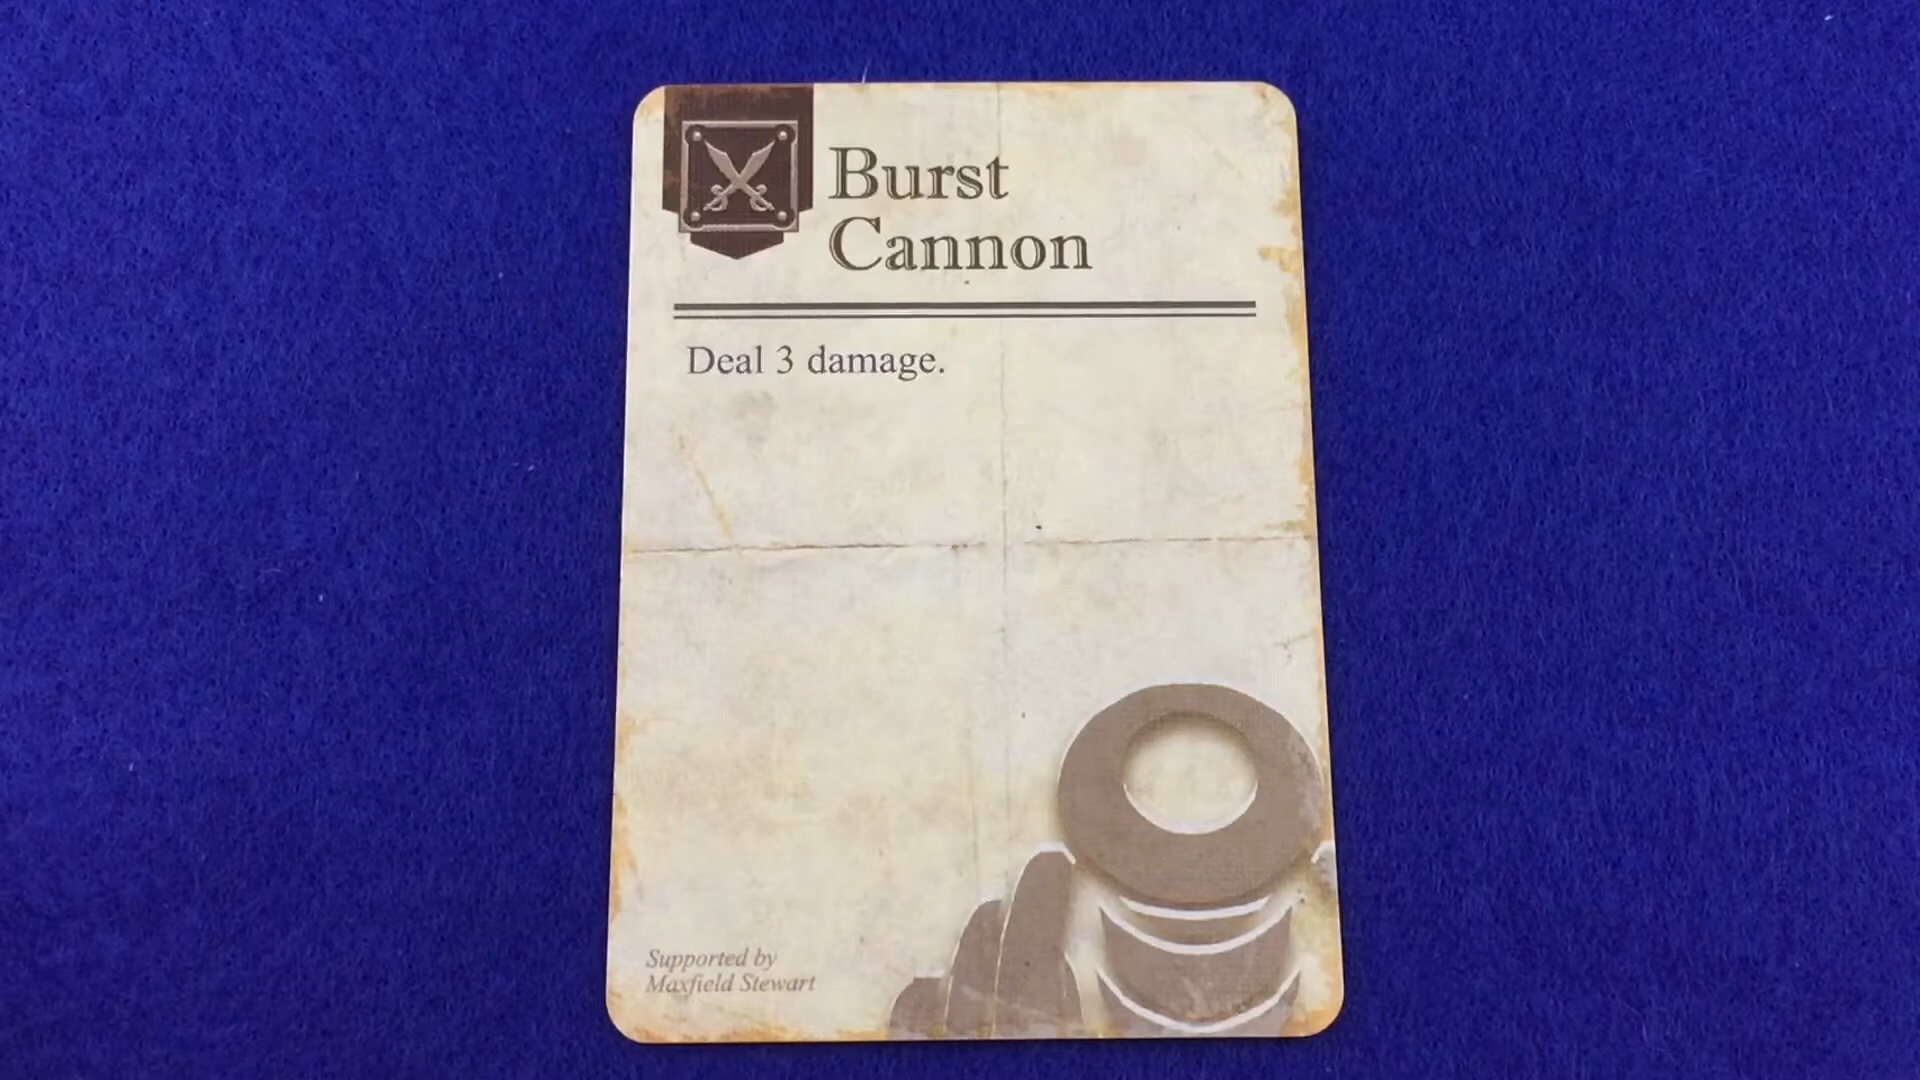 Burst
Cannon
Deal 3 damage.
Supported by
Maxfield Stewart